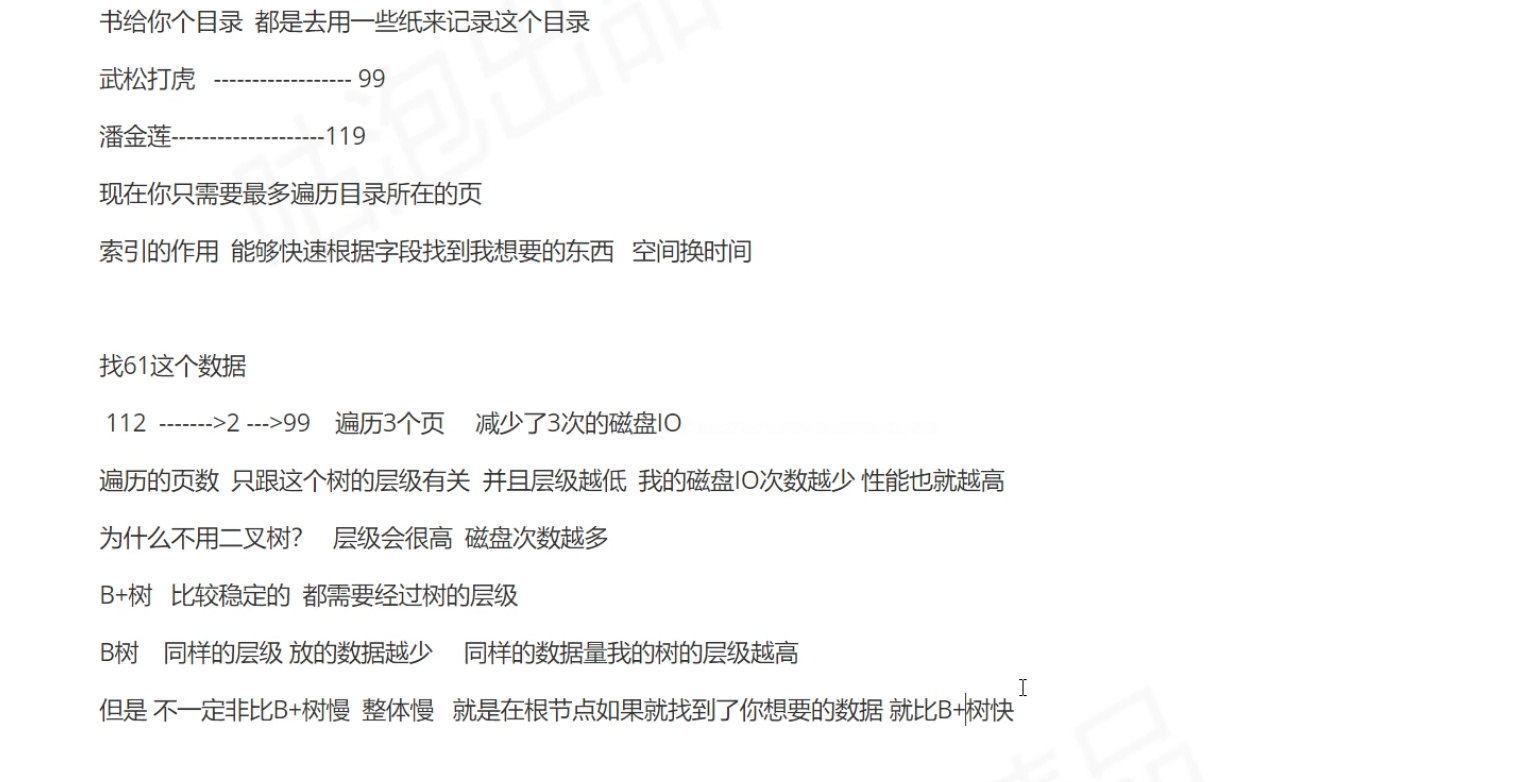 书给你个目录  都是去用一些纸来记录这个目录
武松打虎   ------------------ 99
潘金莲--------------------119
现在你只需要最多遍历目录所在的页
索引的作用  能够快速根据字段找到我想要的东西   空间换时间
找61这个数据
112  ------->2 --->99    遍历3个页     减少了3次的磁盘IO
遍历的页数  只跟这个树的层级有关  并且层级越低  我的磁盘IO次数越少 性能也就越高
为什么不用二叉树?     层级会很高  磁盘次数越多
B+树   比较稳定的  都需要经过树的层级
B树    同样的层级 放的数据越少     同样的数据量我的树的层级越高
但是 不一定非比B+树慢  整体慢   就是在根节点如果就找到了你想要的数据 就比B+树快
咕泡出品